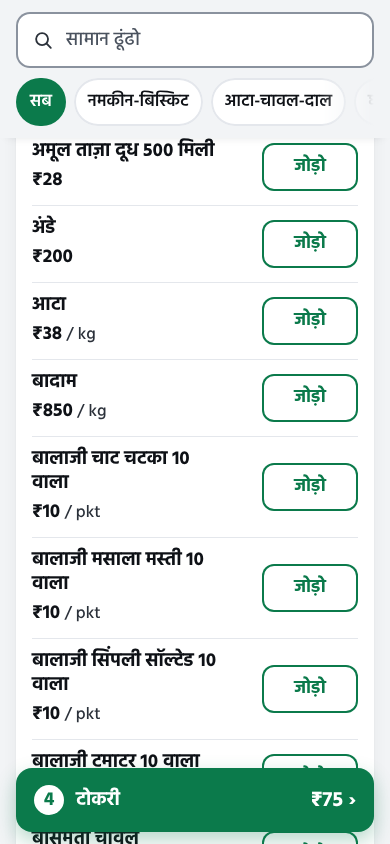 सामान ढूंढो
सब
नमकीन-बिस्किट
आटा-चावल-दाल
अमूल ताज़ा दूध 500 मिली
₹28
जोड़ो
अंडे
₹200
जोड़ो
आटा
₹38 / kg
जोड़ो
बादाम
₹850 / kg
जोड़ो
बालाजी चाट चटका 10
वाला
₹10 / pkt
जोड़ो
बालाजी मसाला मस्ती 10
वाला
₹10 / pkt
जोड़ो
बालाजी सिंपली सॉल्टेड 10
वाला
₹10 / pkt
जोड़ो
बालाजी टमाटर 10 वाला
4 टोकरी ₹75 ›
बासमती चावल